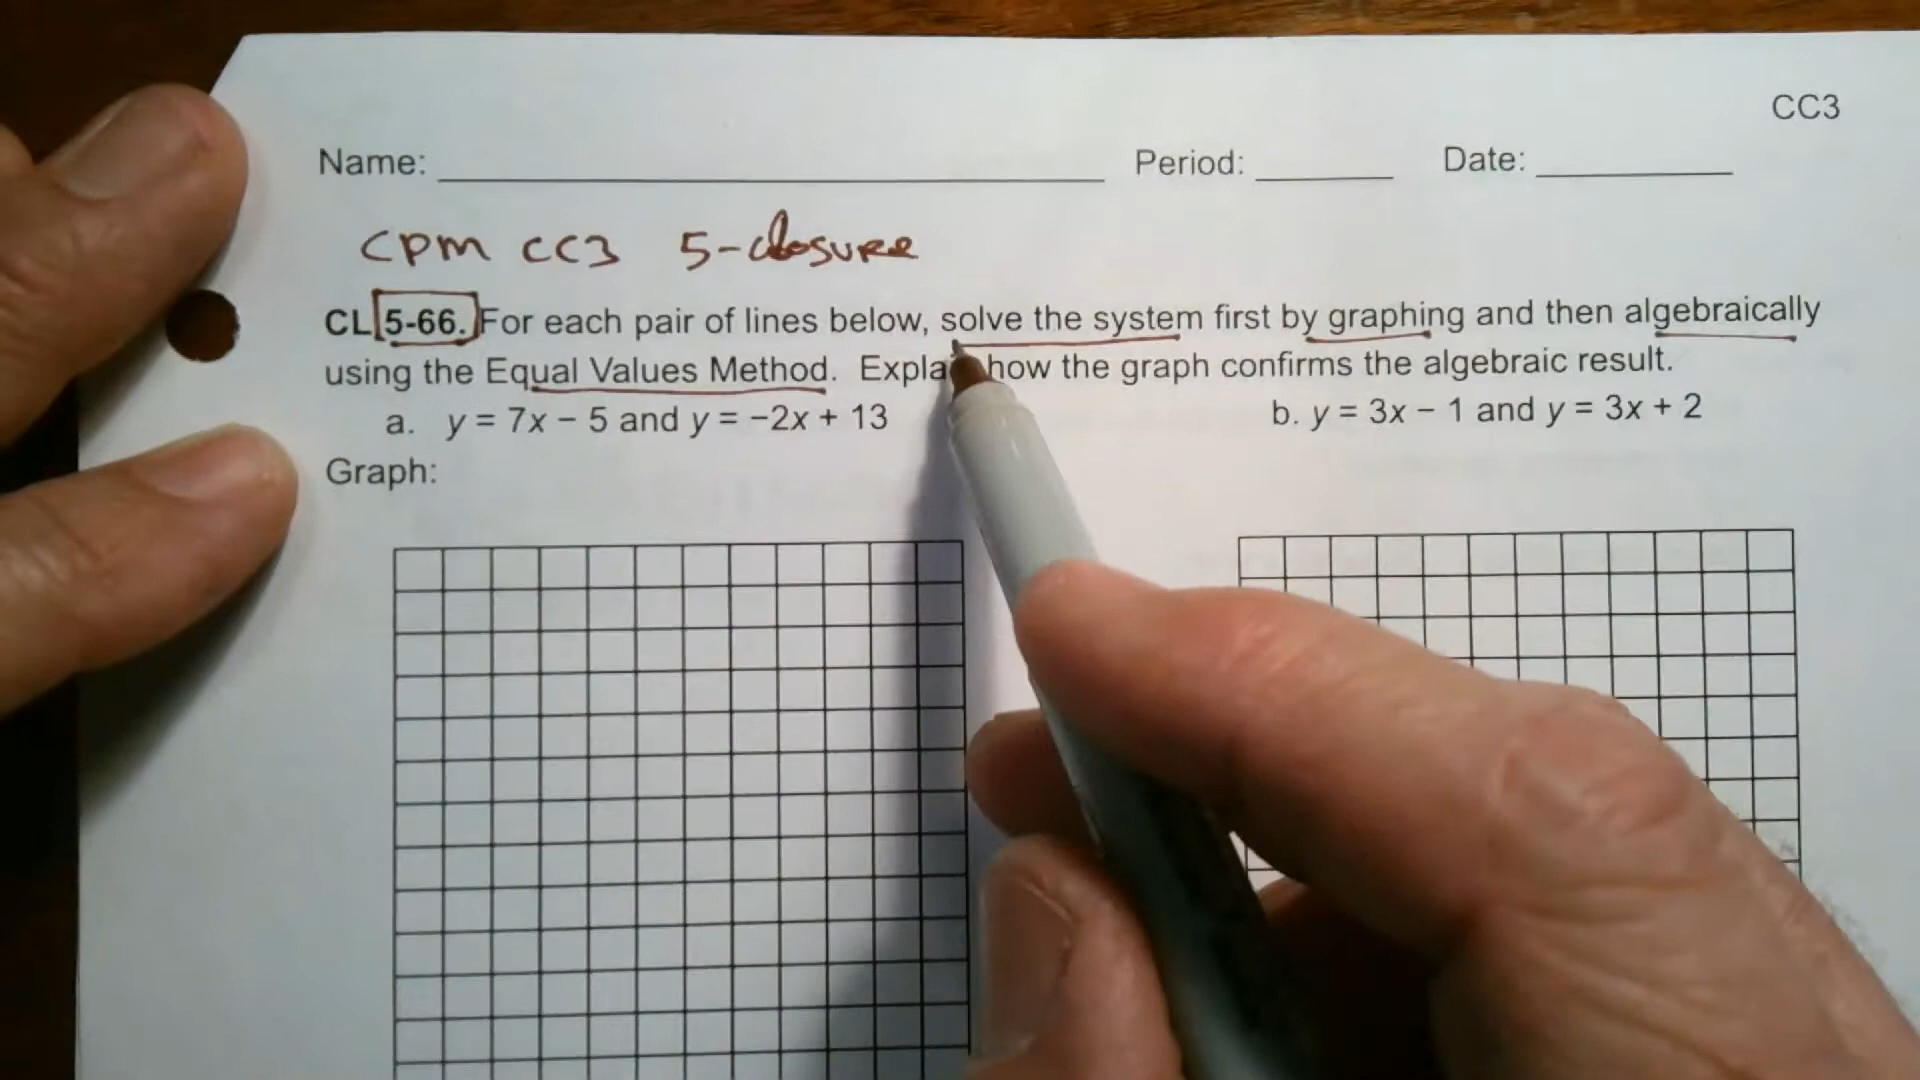 CC3
Name: Period: Date:
CPM CC3 5-closure
CL 5-66. For each pair of lines below, solve the system first by graphing and then algebraically
using the Equal Values Method. how the graph confirms the algebraic result.
a. y = 7x − 5 and y = −2x + 13
b. y = 3x − 1 and y = 3x + 2
Graph: